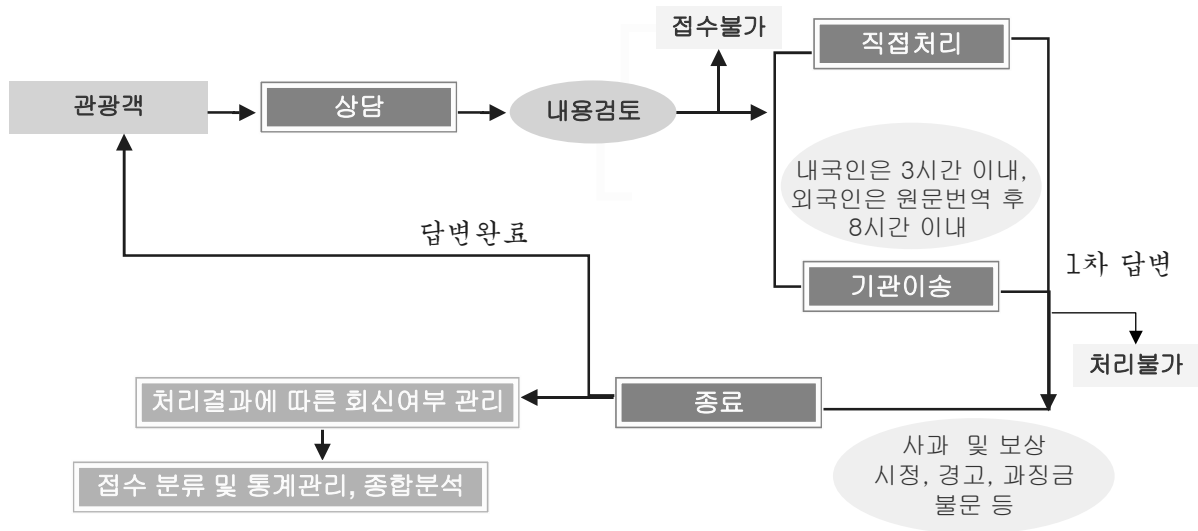 접수불가
직접처리
관광객
상담
내용검토
내국인은 3시간 이내,
외국인은 원문번역 후
8시간 이내
답변완료
1차 답변
기관이송
처리불가
처리결과에 따른 회신여부 관리
종료
사과 및 보상
시정, 경고, 과징금
불문 등
접수 분류 및 통계관리, 종합분석